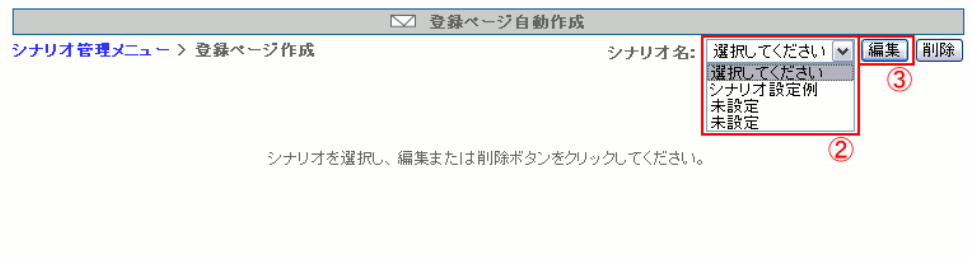 登録ページ自動作成
シナリオ管理メニュー > 登録ページ作成 シナリオ名: 選択してください 編集 削除
選択してください
シナリオ設定例
未設定
未設定
③
②
シナリオを選択し、編集または削除ボタンをクリックしてください。